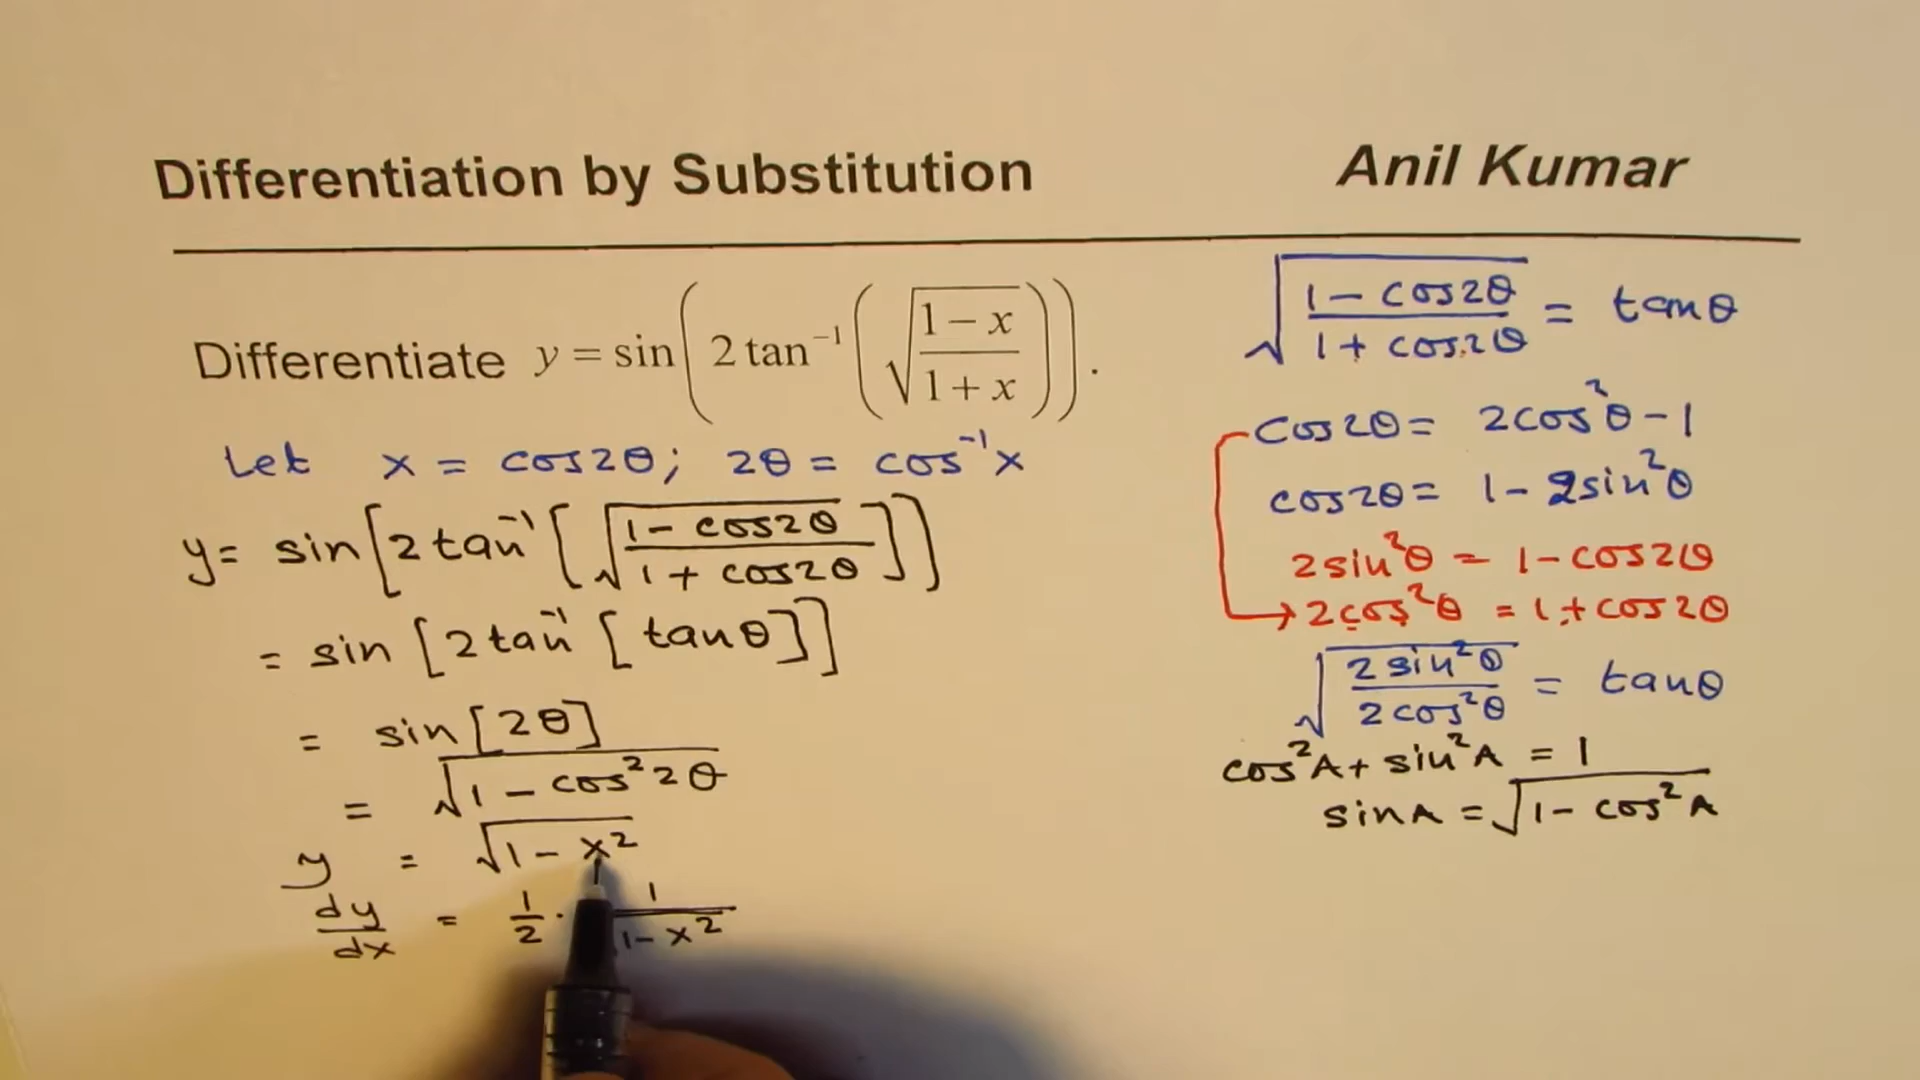 Differentiation by Substitution
Anil Kumar
Differentiate y = sin(2 tan⁻¹(√((1 − x)/(1 + x)))).
Let x = cos2θ; 2θ = cos⁻¹x
y = sin[2 tan⁻¹[√((1 − cos2θ)/(1 + cos2θ))]]
= sin[2 tan⁻¹[tanθ]]
= sin[2θ]
= √(1 − cos²2θ)
y = √(1 − x²)
dy/dx = 1/2 · 1/√(1 − x²)
√((1 − cos2θ)/(1 + cos2θ)) = tanθ
Cos2θ = 2cos²θ − 1
cos2θ = 1 − 2sin²θ
2sin²θ = 1 − cos2θ
2cos²θ = 1 + cos2θ
√(2sin²θ/2cos²θ) = tanθ
cos²A + sin²A = 1
sinA = √(1 − cos²A)